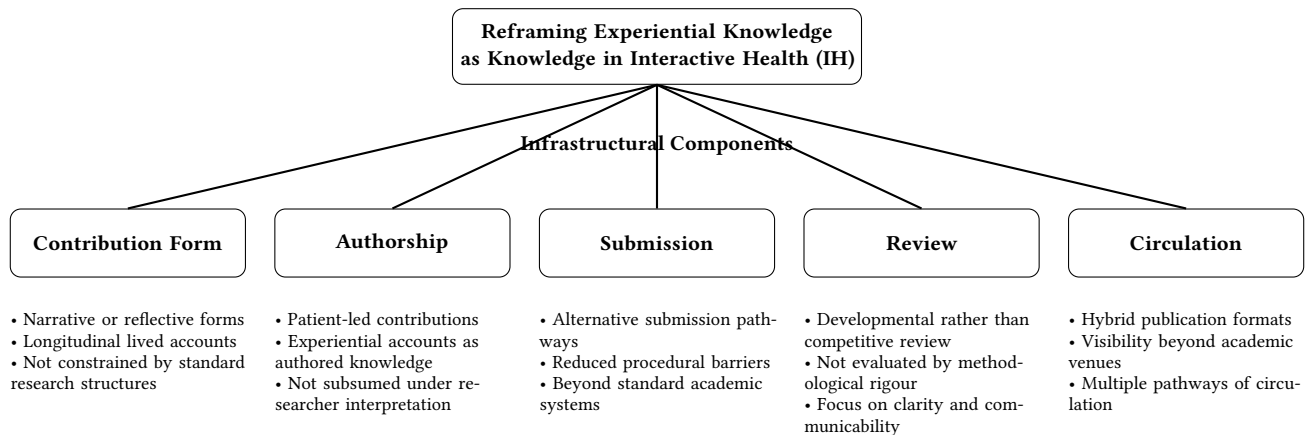 Reframing Experiential Knowledge
as Knowledge in Interactive Health (IH)
Infrastructural Components
Contribution Form
Authorship
Submission
Review
Circulation
• Narrative or reflective forms
• Longitudinal lived accounts
• Not constrained by standard
research structures
• Patient-led contributions
• Experiential accounts as
authored knowledge
• Not subsumed under re-
searcher interpretation
• Alternative submission path-
ways
• Reduced procedural barriers
• Beyond standard academic
systems
• Developmental rather than
competitive review
• Not evaluated by method-
ological rigour
• Focus on clarity and com-
municability
• Hybrid publication formats
• Visibility beyond academic
venues
• Multiple pathways of circu-
lation